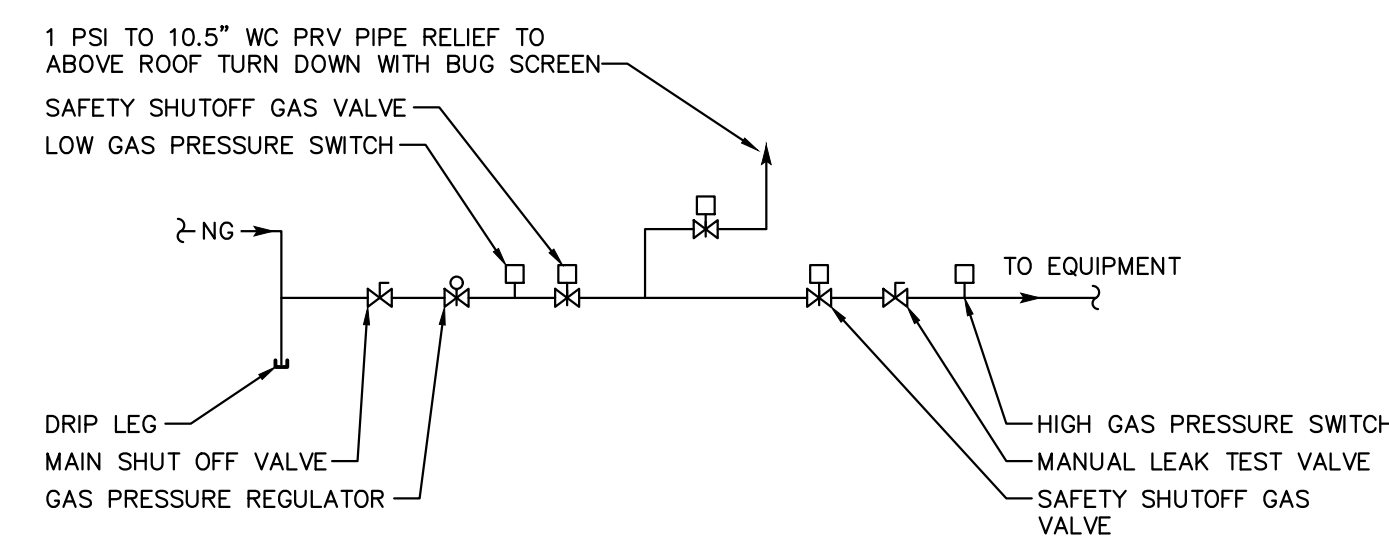 1 PSI TO 10.5” WC PRV PIPE RELIEF TO
ABOVE ROOF TURN DOWN WITH BUG SCREEN
SAFETY SHUTOFF GAS VALVE
LOW GAS PRESSURE SWITCH
NG
TO EQUIPMENT
DRIP LEG
MAIN SHUT OFF VALVE
GAS PRESSURE REGULATOR
HIGH GAS PRESSURE SWITCH
MANUAL LEAK TEST VALVE
SAFETY SHUTOFF GAS
VALVE